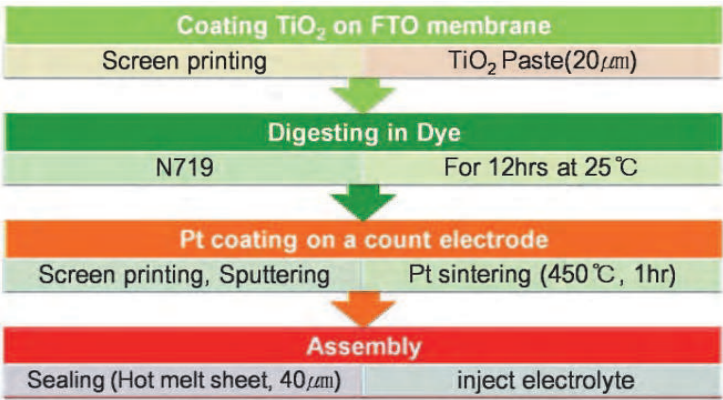 Coating TiO₂ on FTO membrane
Screen printing TiO₂ Paste(20㎛)
Digesting in Dye
N719 For 12hrs at 25℃
Pt coating on a count electrode
Screen printing, Sputtering Pt sintering (450℃, 1hr)
Assembly
Sealing (Hot melt sheet, 40㎛) inject electrolyte